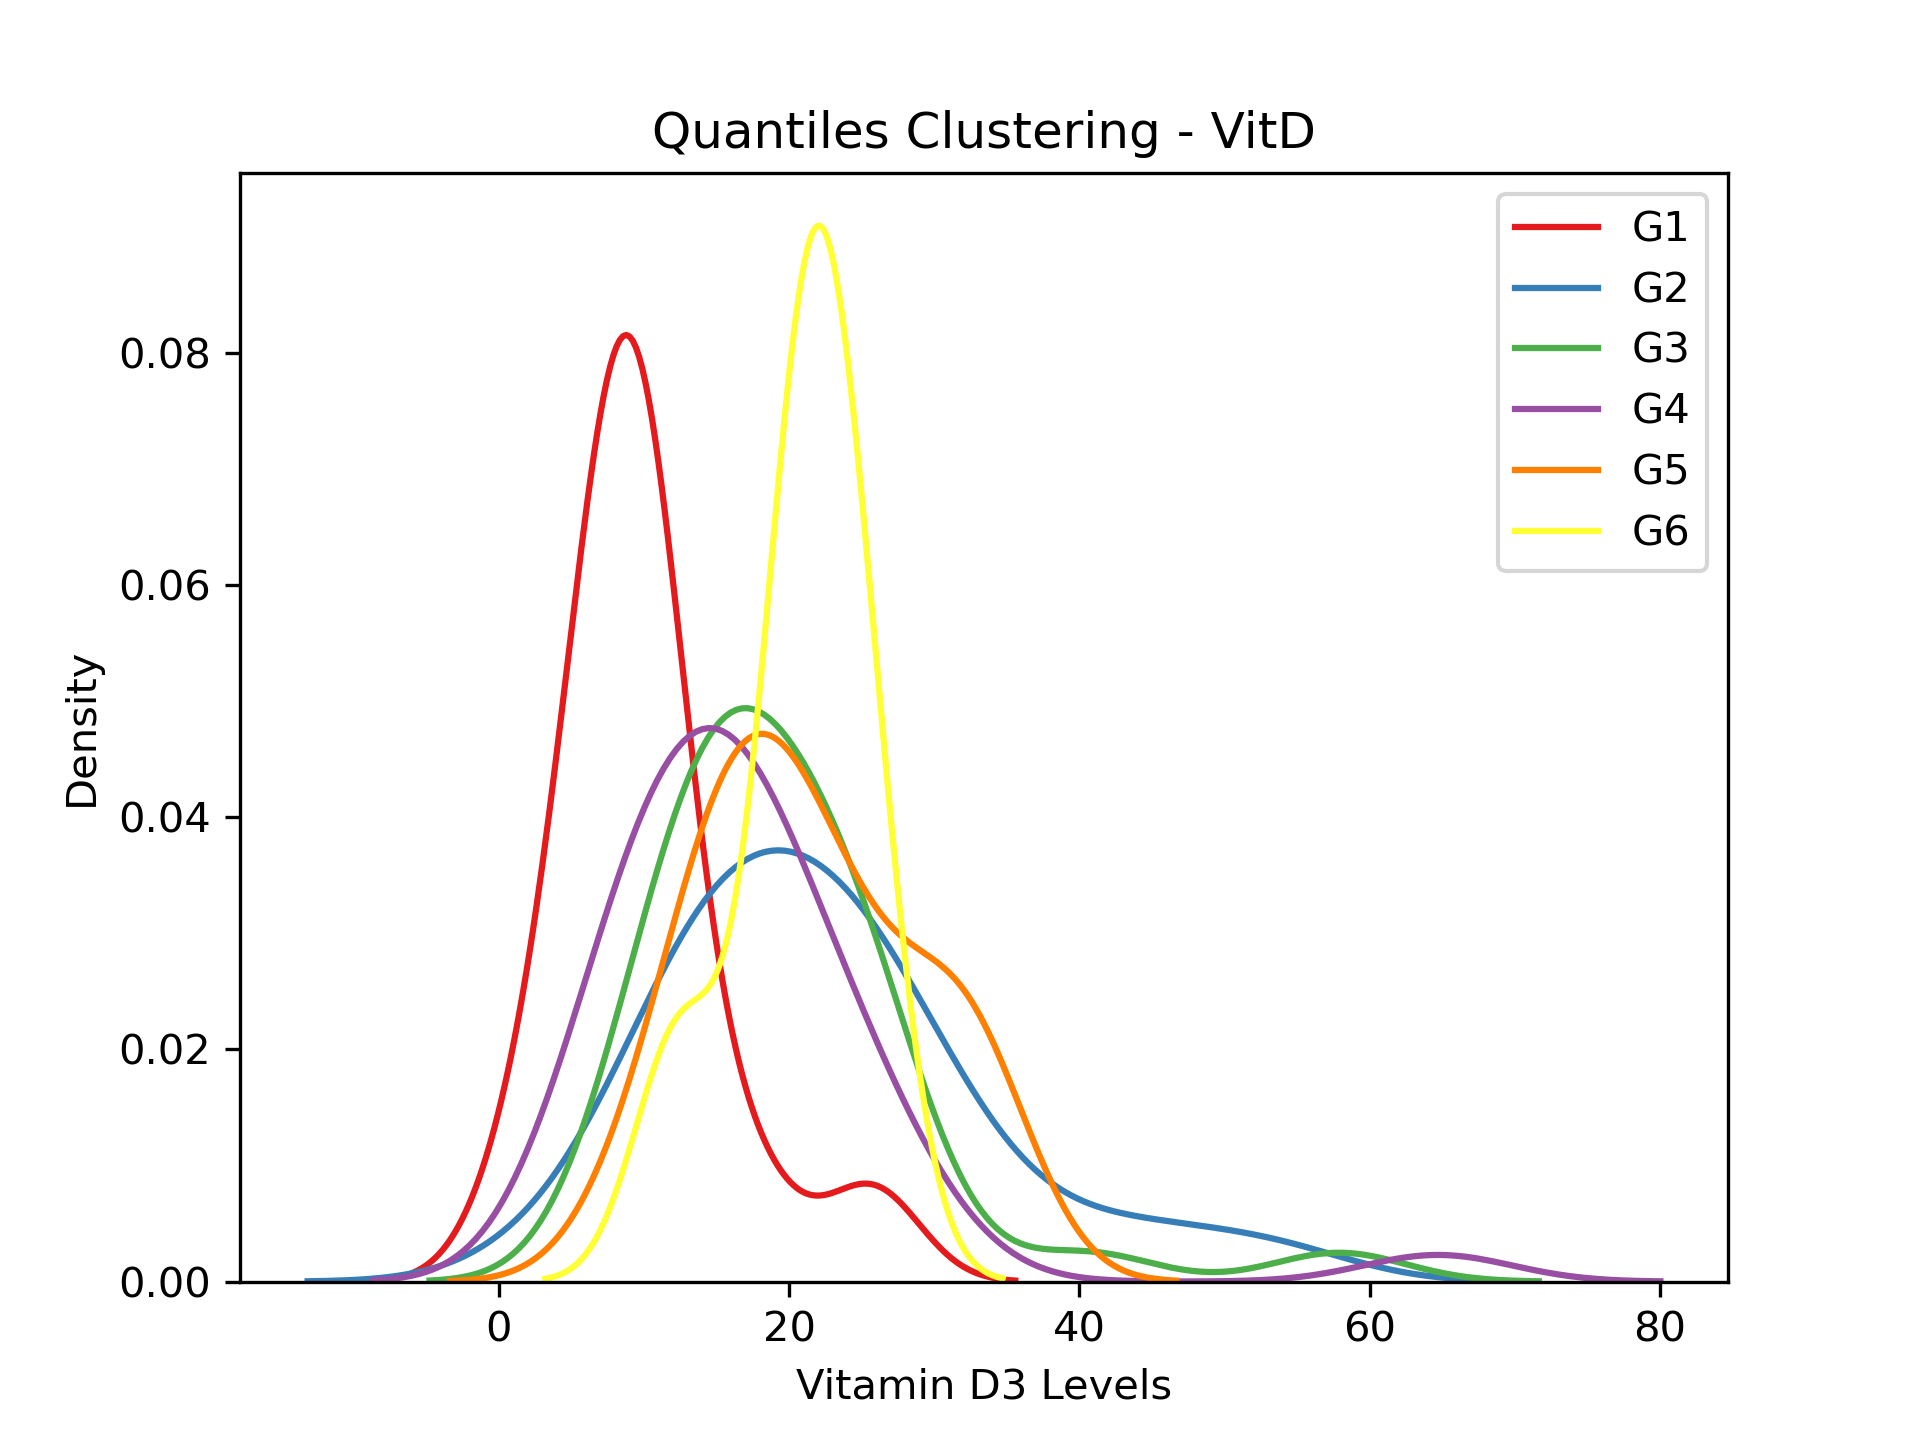 Quantiles Clustering - VitD
G1
G2
G3
G4
G5
G6
Density
0.08
0.06
0.04
0.02
0.00
0 20 40 60 80
Vitamin D3 Levels